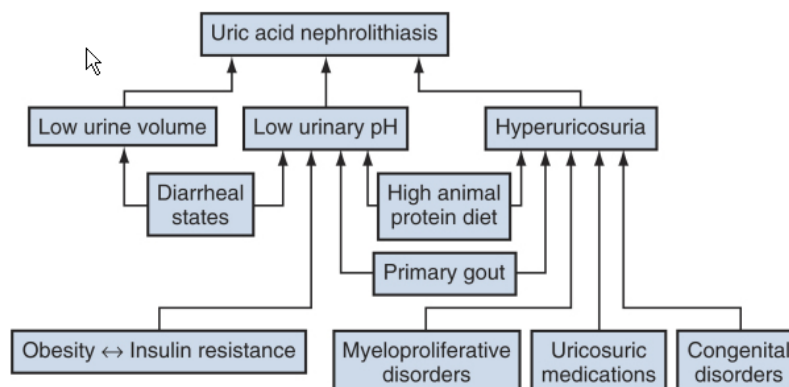 Uric acid nephrolithiasis
Low urine volume
Low urinary pH
Hyperuricosuria
Diarrheal
states
High animal
protein diet
Primary gout
Obesity ↔ Insulin resistance
Myeloproliferative
disorders
Uricosuric
medications
Congenital
disorders